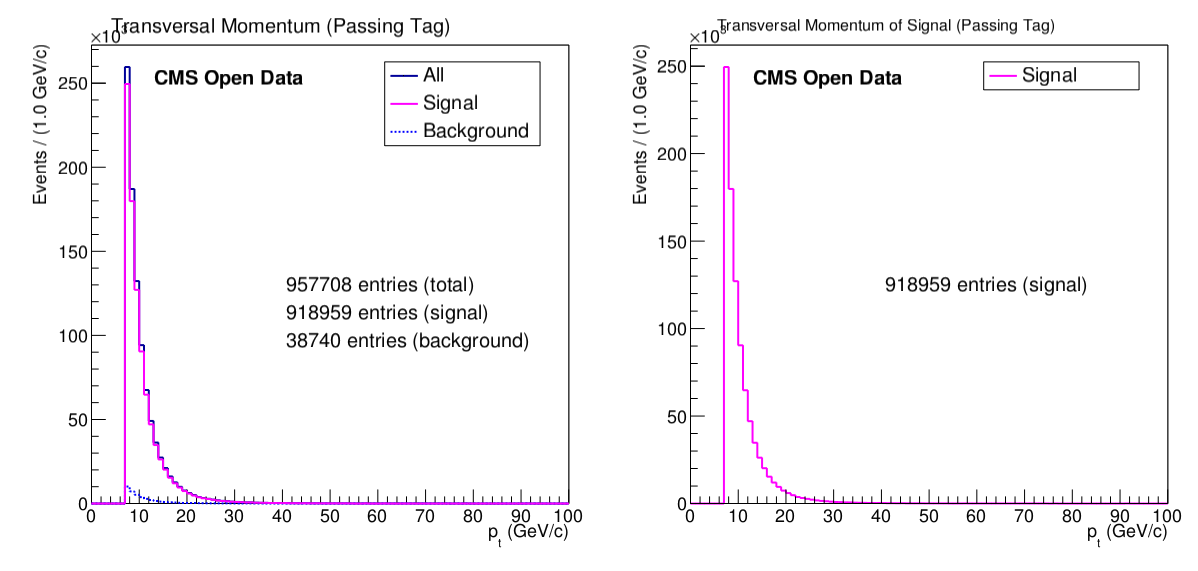 Transversal Momentum (Passing Tag)
×10³
Events / (1.0 GeV/c)
250
200
150
100
50
0
CMS Open Data
All
Signal
Background
957708 entries (total)
918959 entries (signal)
38740 entries (background)
0 10 20 30 40 50 60 70 80 90 100
p_t (GeV/c)
Transversal Momentum of Signal (Passing Tag)
×10³
Events / (1.0 GeV/c)
250
200
150
100
50
0
CMS Open Data
Signal
918959 entries (signal)
0 10 20 30 40 50 60 70 80 90 100
p_t (GeV/c)